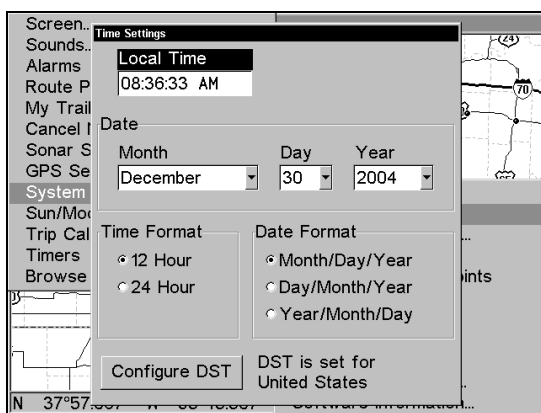 Screen..
Time Settings
Sounds..
Local Time
Alarms
08:36:33 AM
Route P
My Trail
Cancel
Date
Sonar S
Month Day Year
GPS Se
December 30 2004
System
Sun/Moo
Trip Cal
Time Format Date Format
Timers
12 Hour Month/Day/Year
Browse
24 Hour Day/Month/Year
Year/Month/Day
Configure DST
DST is set for
United States
(24)
70
...
oints
N 37°57.